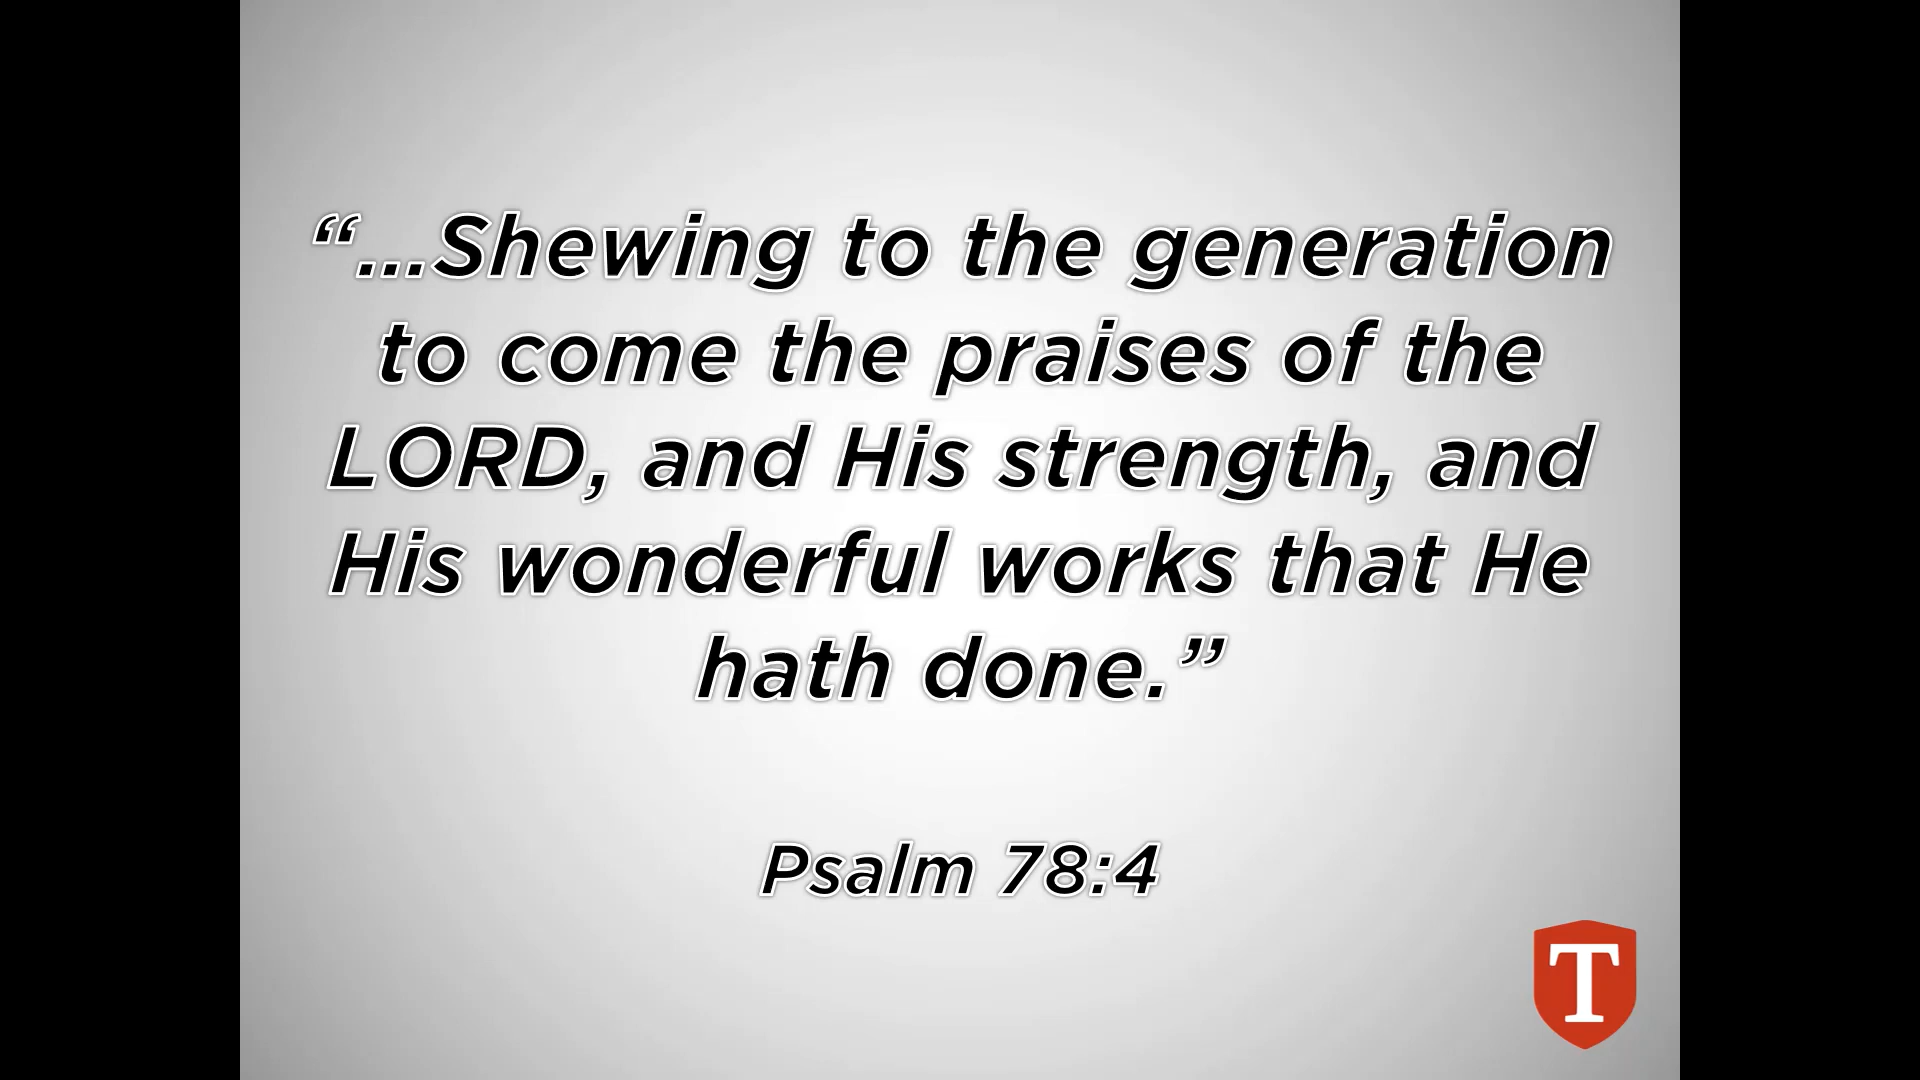 “...Shewing to the generation
to come the praises of the
LORD, and His strength, and
His wonderful works that He
hath done.”
Psalm 78:4
T